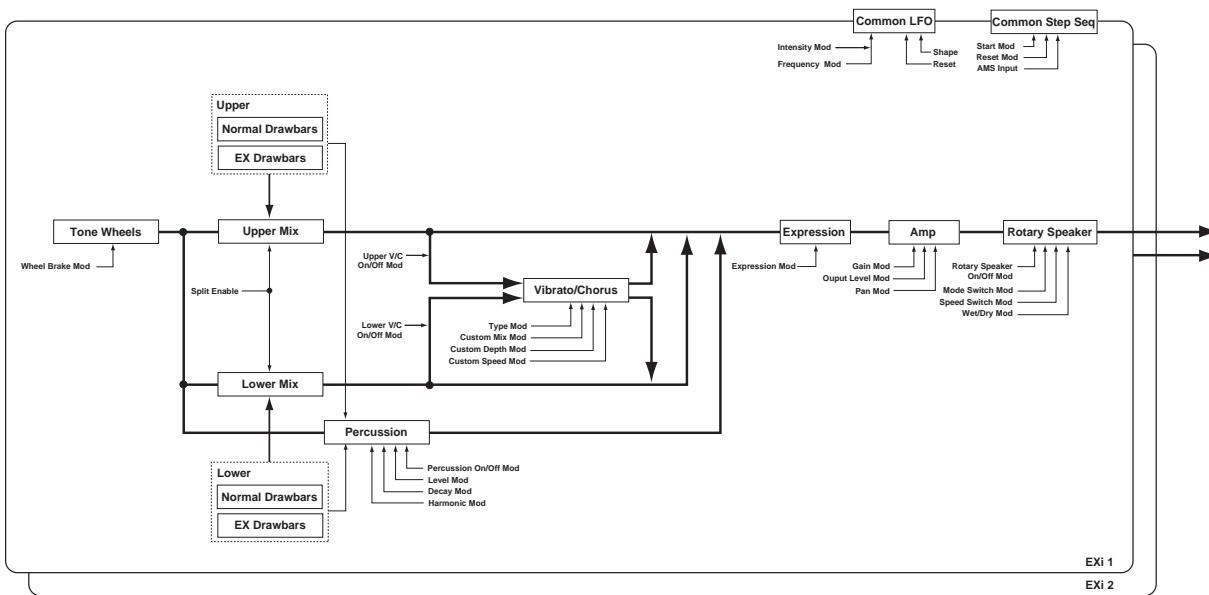 Common LFO
Common Step Seq
Intensity Mod
Frequency Mod
Shape
Reset
Start Mod
Reset Mod
AMS Input
Upper
Normal Drawbars
EX Drawbars
Tone Wheels
Upper Mix
Expression
Amp
Rotary Speaker
Wheel Brake Mod
Split Enable
Upper V/C
On/Off Mod
Vibrato/Chorus
Lower V/C
On/Off Mod
Type Mod
Custom Mix Mod
Custom Depth Mod
Custom Speed Mod
Expression Mod
Gain Mod
Ouput Level Mod
Pan Mod
Rotary Speaker
On/Off Mod
Mode Switch Mod
Speed Switch Mod
Wet/Dry Mod
Lower Mix
Percussion
Percussion On/Off Mod
Level Mod
Decay Mod
Harmonic Mod
Lower
Normal Drawbars
EX Drawbars
EXi 1
EXi 2